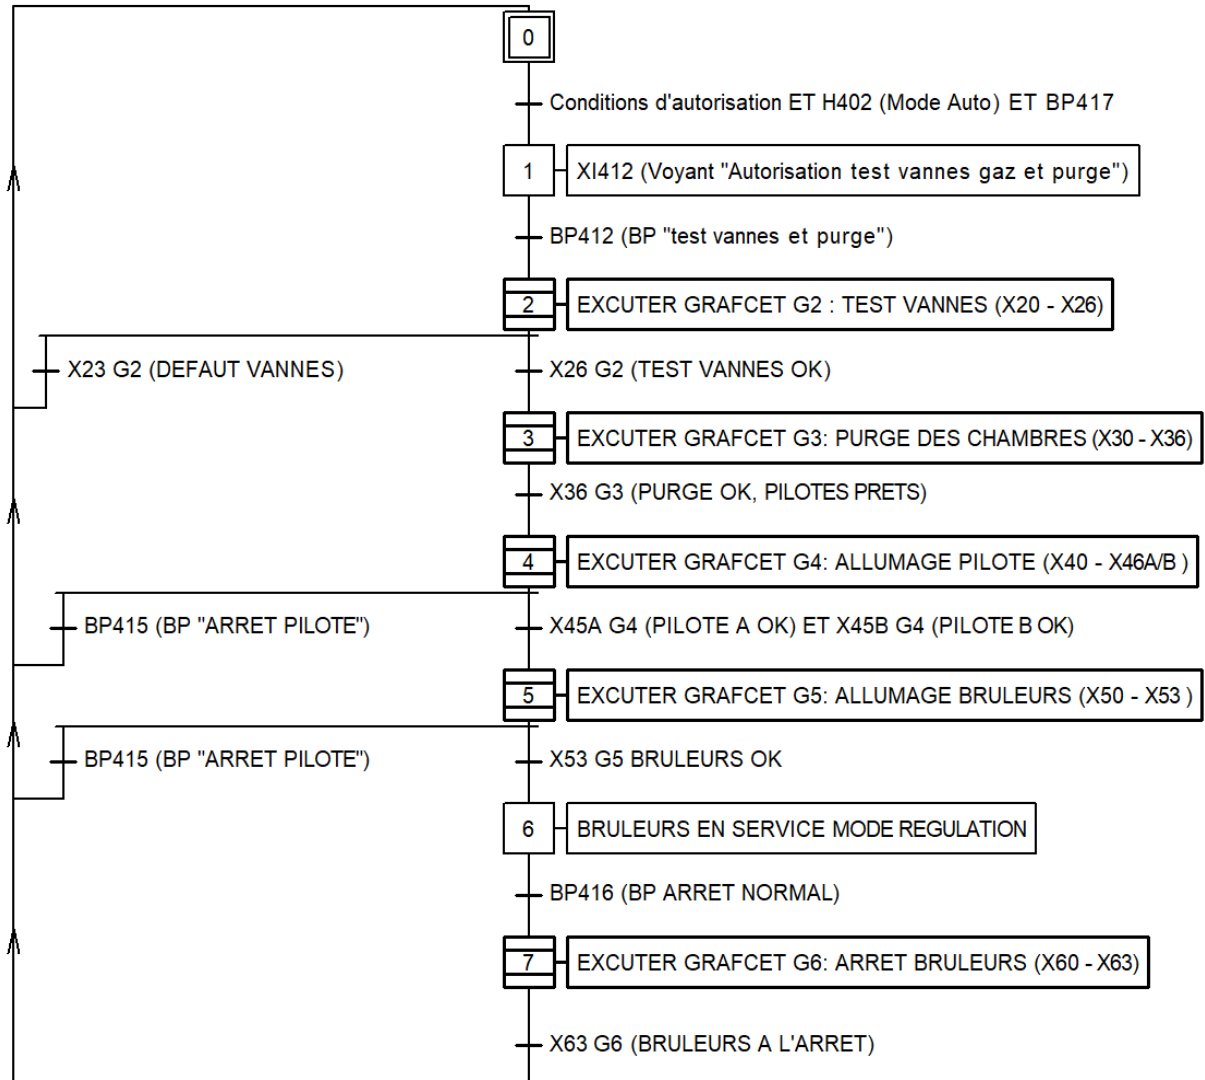 0
Conditions d'autorisation ET H402 (Mode Auto) ET BP417
1
XI412 (Voyant "Autorisation test vannes gaz et purge")
BP412 (BP "test vannes et purge")
2
EXCUTER GRAFCET G2 : TEST VANNES (X20 - X26)
X23 G2 (DEFAUT VANNES)
X26 G2 (TEST VANNES OK)
3
EXCUTER GRAFCET G3: PURGE DES CHAMBRES (X30 - X36)
X36 G3 (PURGE OK, PILOTES PRETS)
4
EXCUTER GRAFCET G4: ALLUMAGE PILOTE (X40 - X46A/B )
BP415 (BP "ARRET PILOTE")
X45A G4 (PILOTE A OK) ET X45B G4 (PILOTE B OK)
5
EXCUTER GRAFCET G5: ALLUMAGE BRULEURS (X50 - X53 )
BP415 (BP "ARRET PILOTE")
X53 G5 BRULEURS OK
6
BRULEURS EN SERVICE MODE REGULATION
BP416 (BP ARRET NORMAL)
7
EXCUTER GRAFCET G6: ARRET BRULEURS (X60 - X63)
X63 G6 (BRULEURS A L'ARRET)